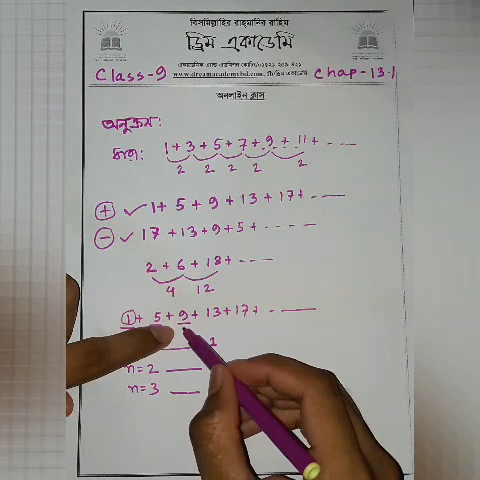 বিসমিল্লাহির রাহমানির রাহিম
ড্রিম একাডেমি
Class-9
www.dreamacademybd.com
Chap-13.1
অনলাইন ক্লাস
অনুক্রম:
ধারা: 1+3+5+7+9+11+ - - -
2 2 2 2 2
+ ✓ 1+ 5 + 9 + 13 + 17+ - - -
- ✓ 17 +13 +9+5+ - - - -
2 + 6 + 18+ - - -
4 12
1 + 5 + 9 + 13+17+ - - -
1
n=2
n=3